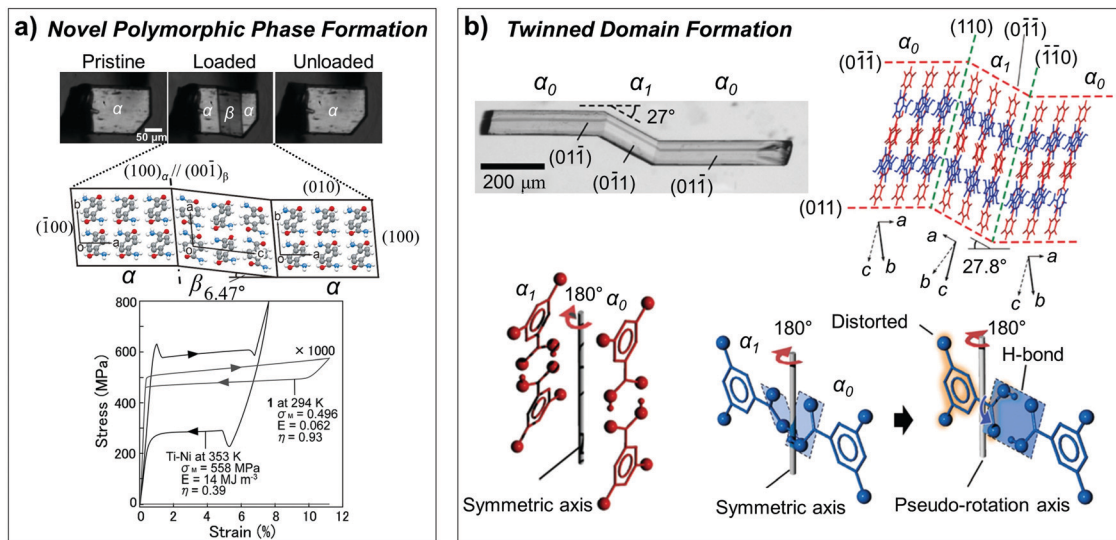 a) Novel Polymorphic Phase Formation
Pristine Loaded Unloaded
α α β α α
50 μm
(100)α // (001̄)β (010)
(1̄00) b a b (100)
o a o c o a
α β 6.47° α
800
600
400
200
000
Stress (MPa)
× 1000
1 at 294 K
σM = 0.496
E = 0.062
η = 0.93
Ti-Ni at 353 K
σM = 558 MPa
E = 14 MJ m-3
η = 0.39
0 2 4 6 8 10 12
Strain (%)
b) Twinned Domain Formation
α0 α1 α0
27°
(011̄) (01̄1) (011̄)
200 μm
(110) (01̄1̄)
α0 α1 (1̄1̄0)
(01̄1̄) α0
(011)
a a a
c b b c c b
27.8°
α1 180° α0
Symmetric axis
180°
α1 α0
Symmetric axis
Distorted 180° H-bond
Pseudo-rotation axis